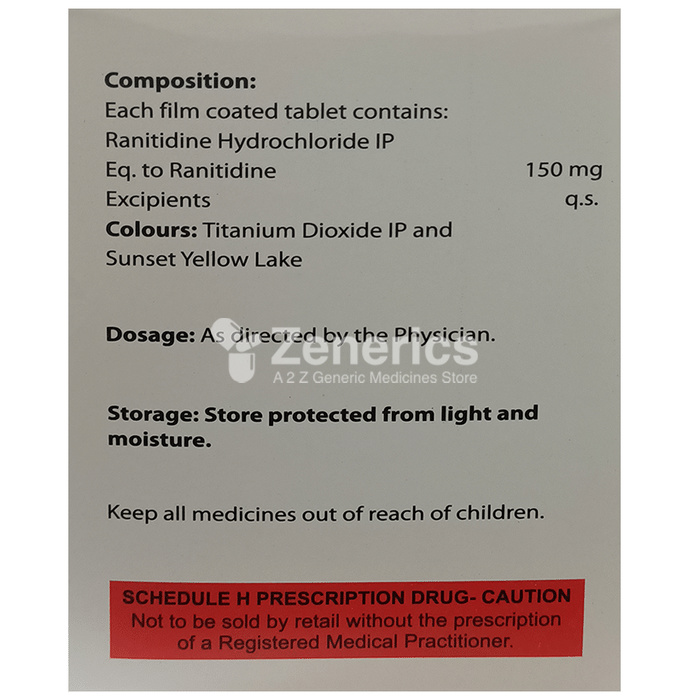 Composition:
Each film coated tablet contains:
Ranitidine Hydrochloride IP
Eq. to Ranitidine 150 mg
Excipients q.s.
Colours: Titanium Dioxide IP and
Sunset Yellow Lake
Dosage: As directed by the Physician.
Zenerics
A 2 Z Generic Medicines Store
Storage: Store protected from light and
moisture.
Keep all medicines out of reach of children.
SCHEDULE H PRESCRIPTION DRUG- CAUTION
Not to be sold by retail without the prescription
of a Registered Medical Practitioner.